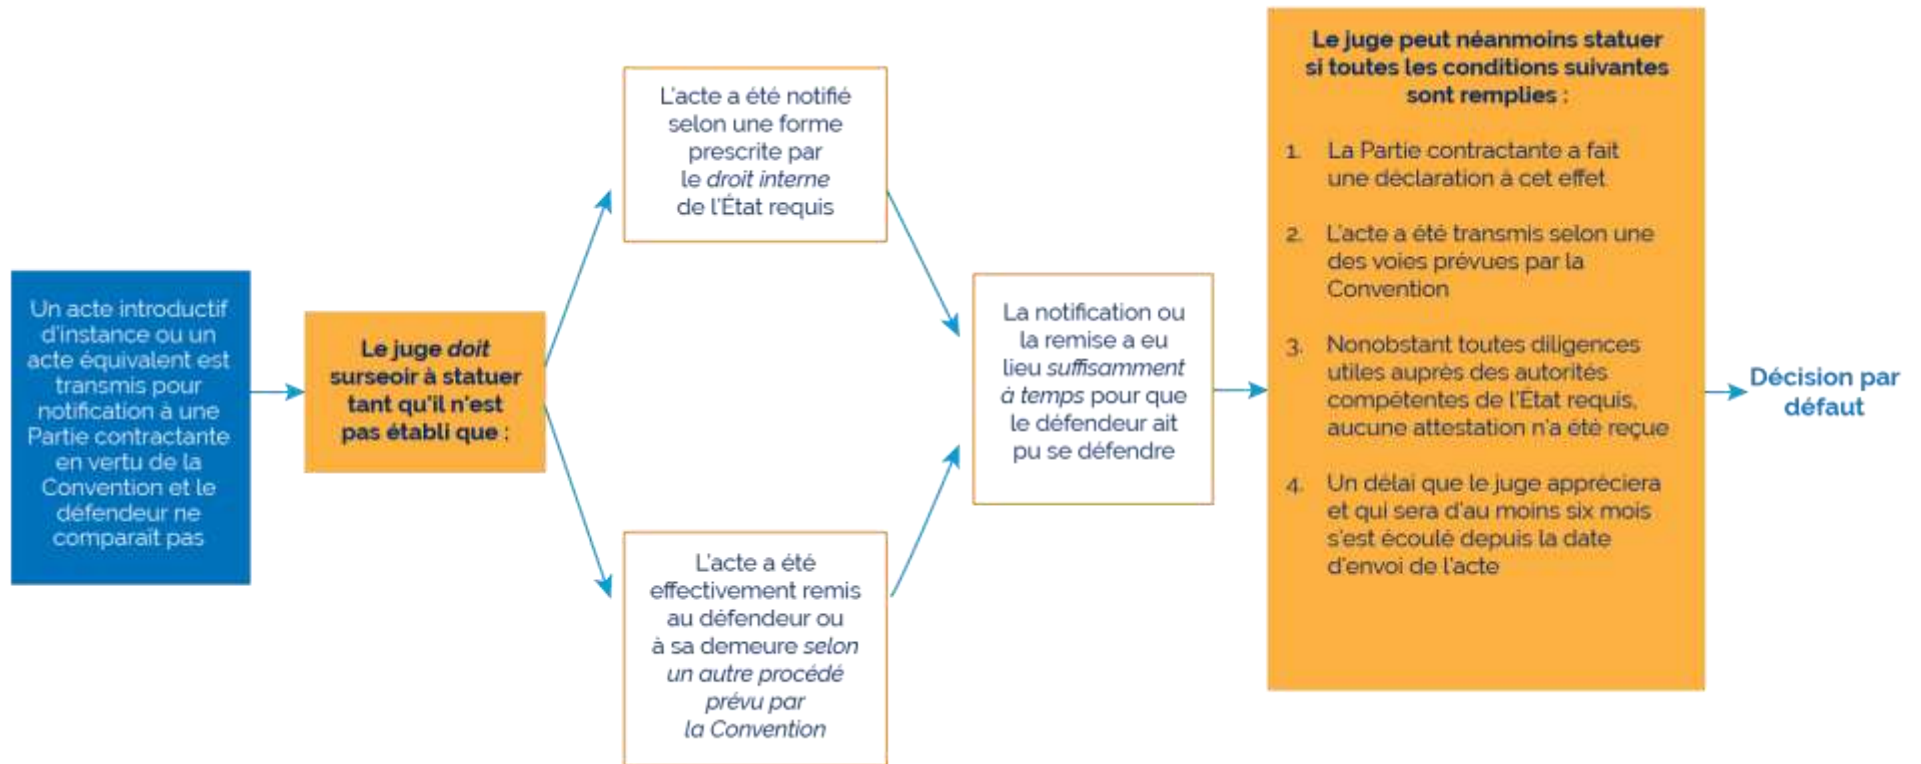 Un acte introductif
d'instance ou un
acte équivalent est
transmis pour
notification à une
Partie contractante
en vertu de la
Convention et le
défendeur ne
comparaît pas
Le juge doit
surseoir à statuer
tant qu'il n'est
pas établi que :
L'acte a été notifié
selon une forme
prescrite par
le droit interne
de l'État requis
L'acte a été
effectivement remis
au défendeur ou
à sa demeure selon
un autre procédé
prévu par
la Convention
La notification ou
la remise a eu
lieu suffisamment
à temps pour que
le défendeur ait
pu se défendre
Le juge peut néanmoins statuer
si toutes les conditions suivantes
sont remplies :
1. La Partie contractante a fait
une déclaration à cet effet
2. L'acte a été transmis selon une
des voies prévues par la
Convention
3. Nonobstant toutes diligences
utiles auprès des autorités
compétentes de l'État requis,
aucune attestation n'a été reçue
4. Un délai que le juge appréciera
et qui sera d'au moins six mois
s'est écoulé depuis la date
d'envoi de l'acte
Décision par
défaut